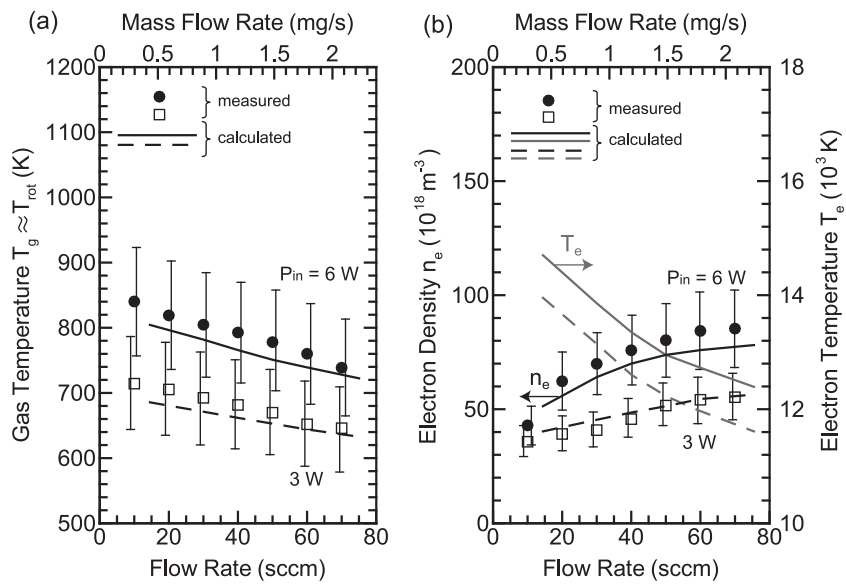 (a)
Mass Flow Rate (mg/s)
0 0.5 1 1.5 2
1200
1100
1000
900
800
700
600
500
measured
calculated
Pin = 6 W
3 W
Gas Temperature Tg ≈ Trot (K)
0 20 40 60 80
Flow Rate (sccm)
(b)
Mass Flow Rate (mg/s)
0 0.5 1 1.5 2
200
150
100
50
0
18
16
14
12
10
measured
calculated
Te
Pin = 6 W
ne
3 W
Electron Density ne (10^18 m^-3)
Electron Temperature Te (10^3 K)
0 20 40 60 80
Flow Rate (sccm)